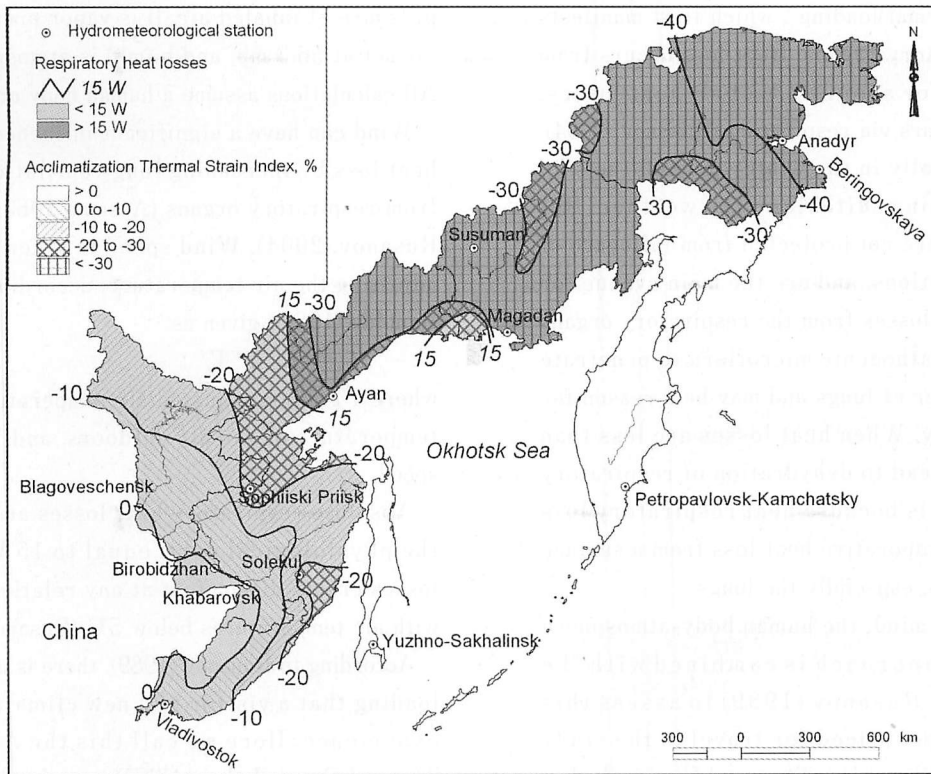 Hydrometeorological station
Respiratory heat losses
15 W
< 15 W
> 15 W
Acclimatization Thermal Strain Index, %
> 0
0 to -10
-10 to -20
-20 to -30
< -30
N
-40
-30
-30
Anadyr
-30
Beringovskaya
-30
-40
-30
Susuman
Magadan
15
-30
15
15
-20
Ayan
15
-10
Okhotsk Sea
-20
Blagoveschensk
Sophiiski Priisk
Petropavlovsk-Kamchatsky
0
Birobidzhan
Solekul
-20
Khabarovsk
China
Yuzhno-Sakhalinsk
-20
0
-10
Vladivostok
300 0 300 600 km